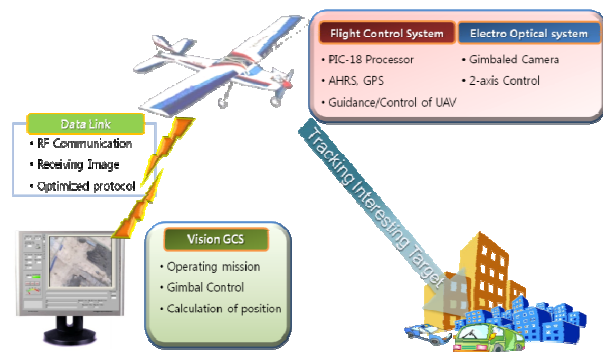 Flight Control System
• PIC-18 Processor
• AHRS, GPS
• Guidance/Control of UAV
Electro Optical system
• Gimbaled Camera
• 2-axis Control
Data Link
• RF Communication
• Receiving Image
• Optimized protocol
Tracking Interesting Target
Vision GCS
• Operating mission
• Gimbal Control
• Calculation of position